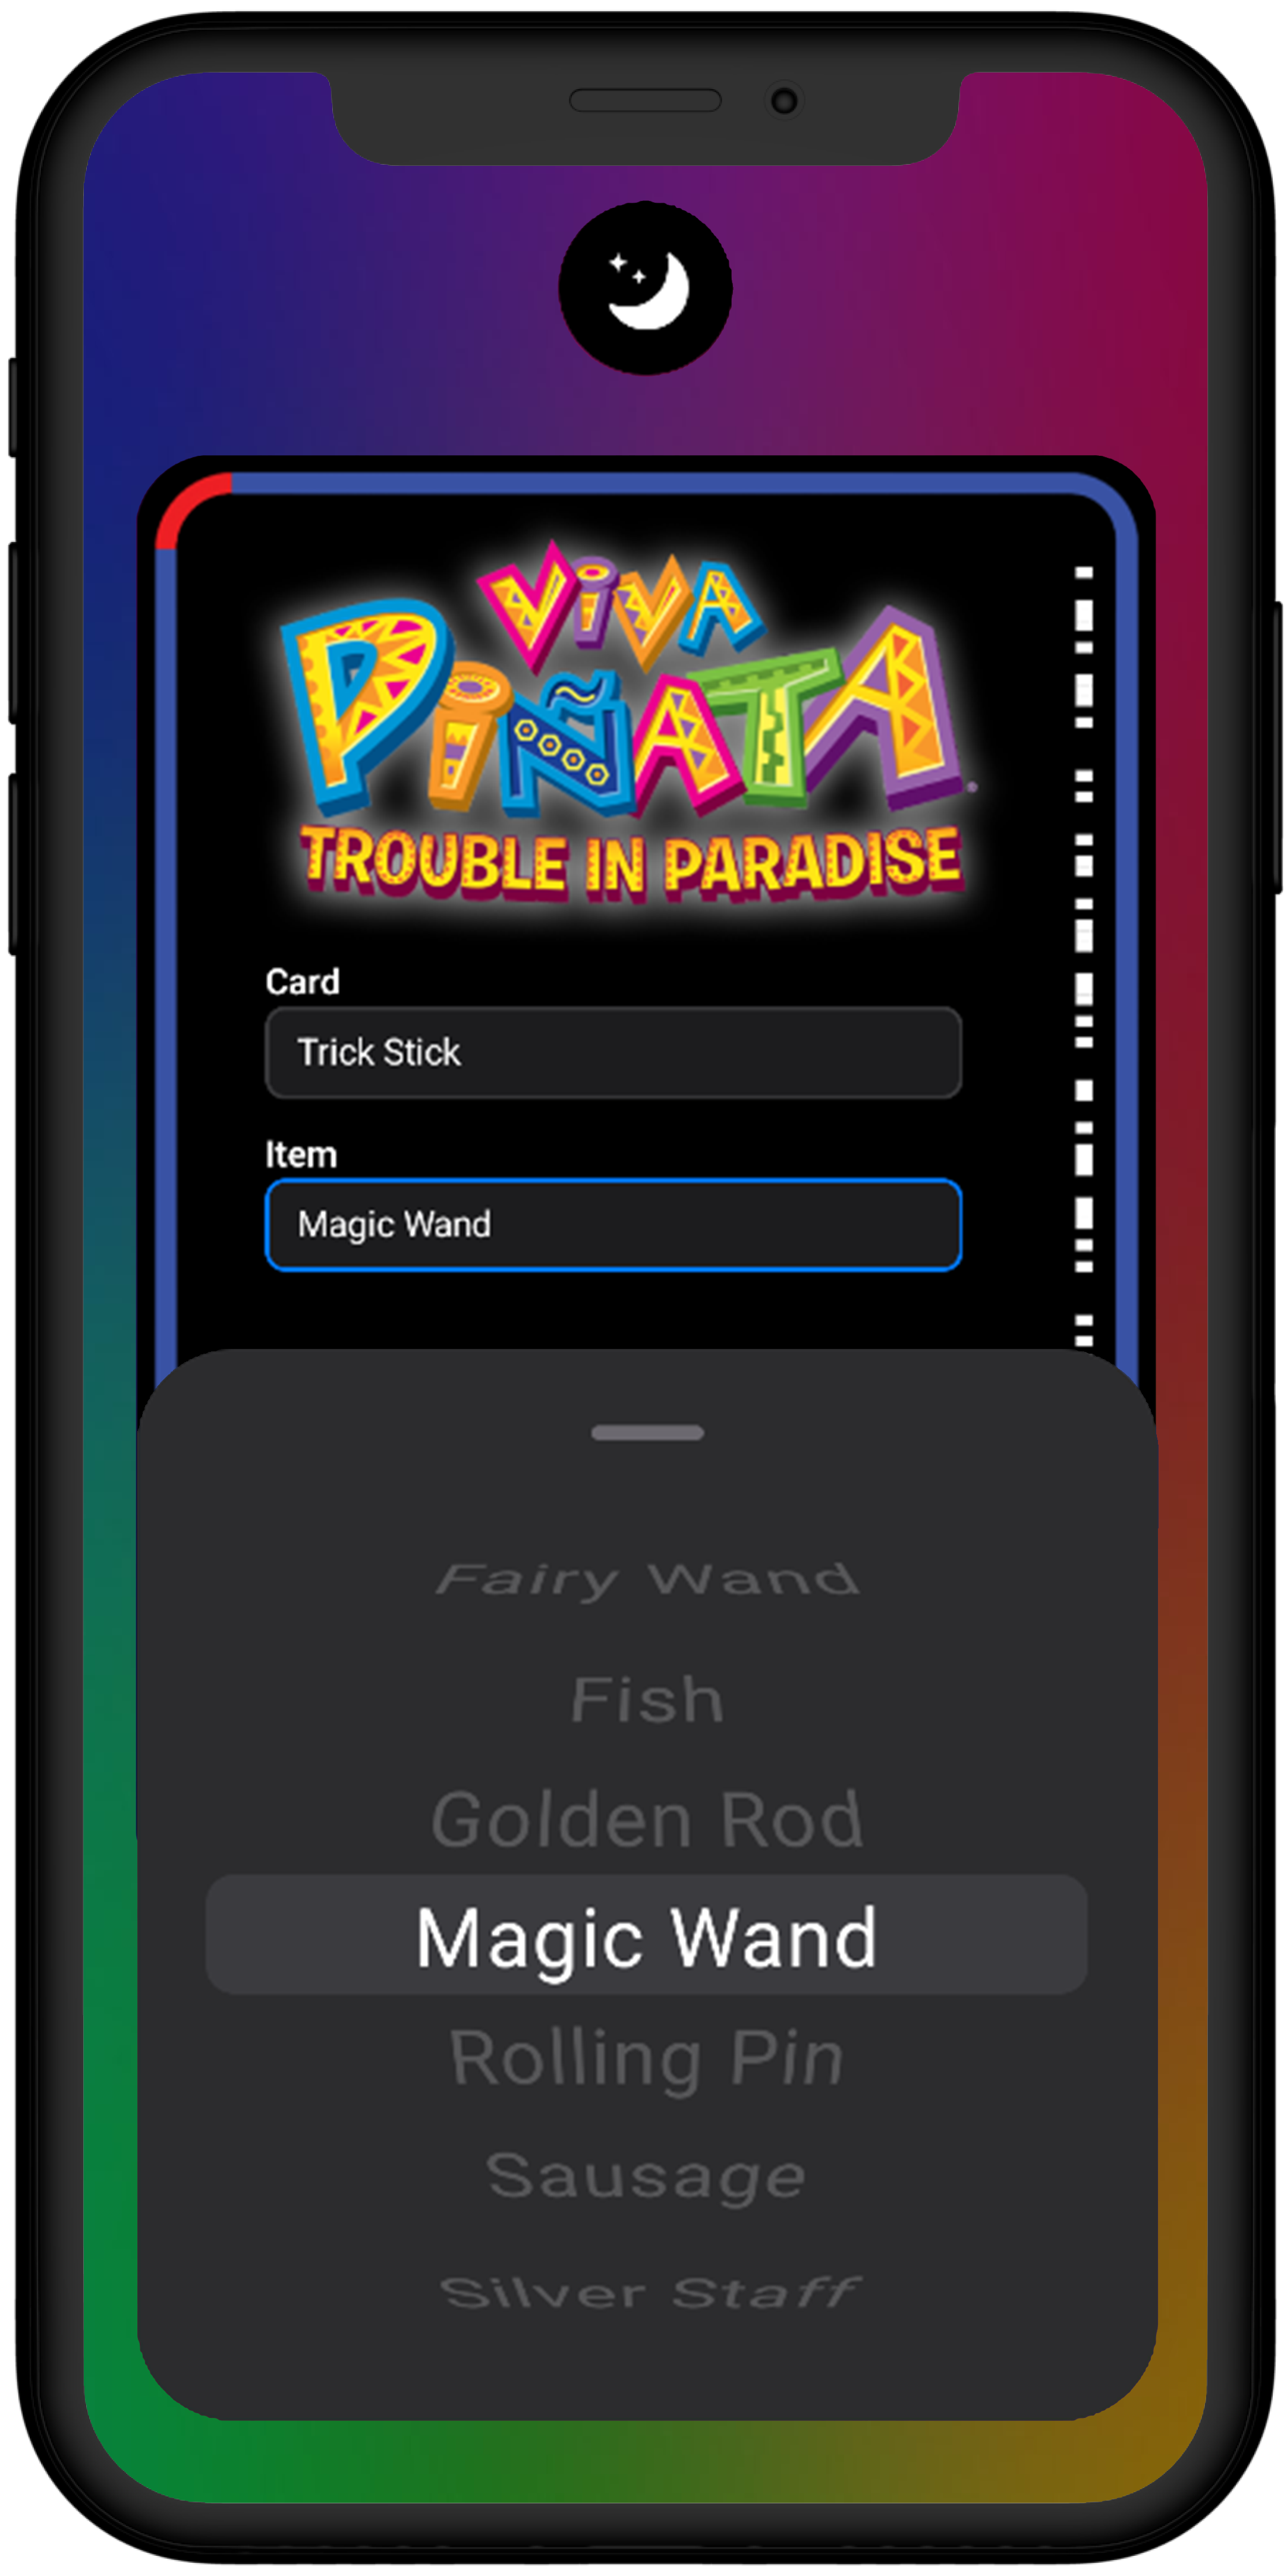 VIVA
PIÑATA
TROUBLE IN PARADISE
Card
Trick Stick
Item
Magic Wand
Fairy Wand
Fish
Golden Rod
Magic Wand
Rolling Pin
Sausage
Silver Staff